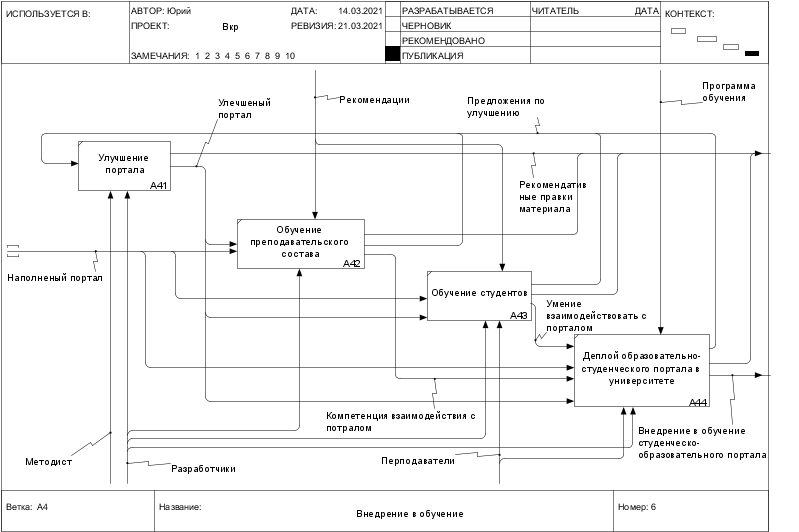 ИСПОЛЬЗУЕТСЯ В:
АВТОР: Юрий
ДАТА: 14.03.2021
ПРОЕКТ: Вкр
РЕВИЗИЯ: 21.03.2021
ЗАМЕЧАНИЯ: 1 2 3 4 5 6 7 8 9 10
РАЗРАБАТЫВАЕТСЯ
ЧЕРНОВИК
РЕКОМЕНДОВАНО
ПУБЛИКАЦИЯ
ЧИТАТЕЛЬ ДАТА
КОНТЕКСТ:
Улечшеный
портал
Рекомендации
Предложения по
улучшению
Программа
обучения
Улучшение
портала
A41
Рекомендатив
ные правки
материала
Обучение
преподавательского
состава
A42
Наполненый портал
Обучение студентов
A43
Умение
взаимодействовать с
порталом
Деплой образовательно-
студенческого портала в
университете
A44
Компетенция взаимодействия с
потралом
Внедрение в обучение
студенческо-
образовательного портала
Методист
Разработчики
Перподаватели
Ветка: A4
Название:
Внедрение в обучение
Номер: 6